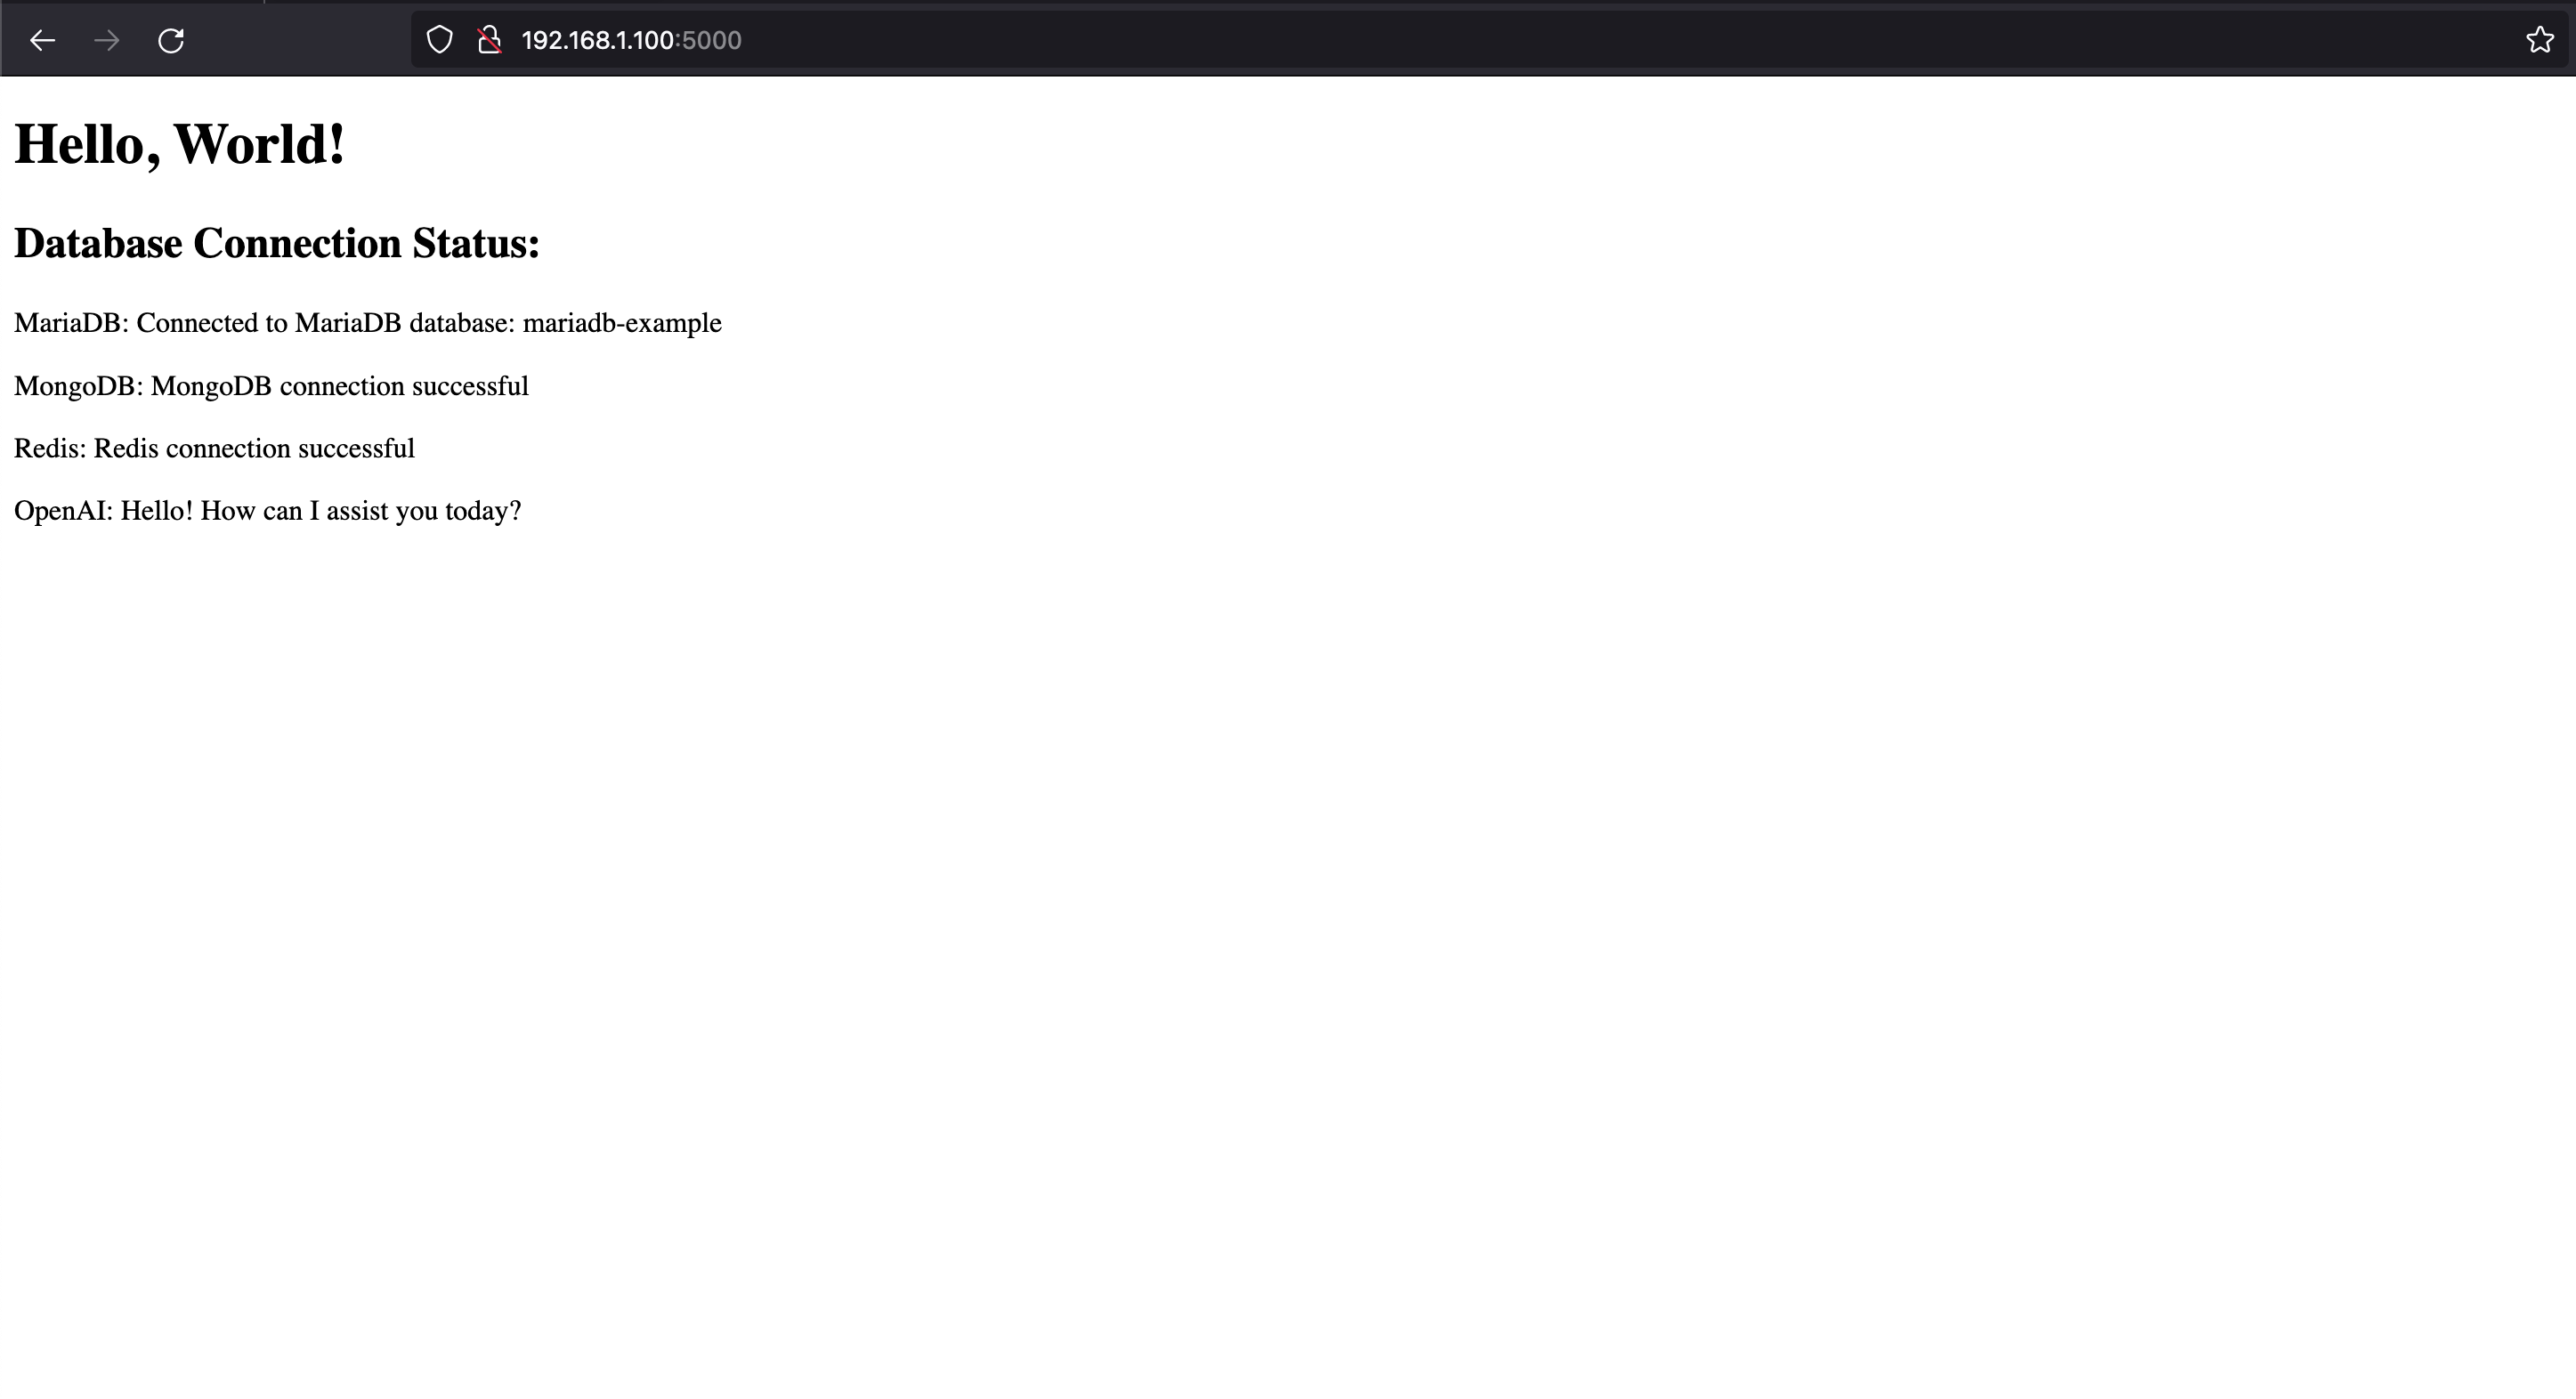 192.168.1.100:5000
Hello, World!
Database Connection Status:
MariaDB: Connected to MariaDB database: mariadb-example
MongoDB: MongoDB connection successful
Redis: Redis connection successful
OpenAI: Hello! How can I assist you today?